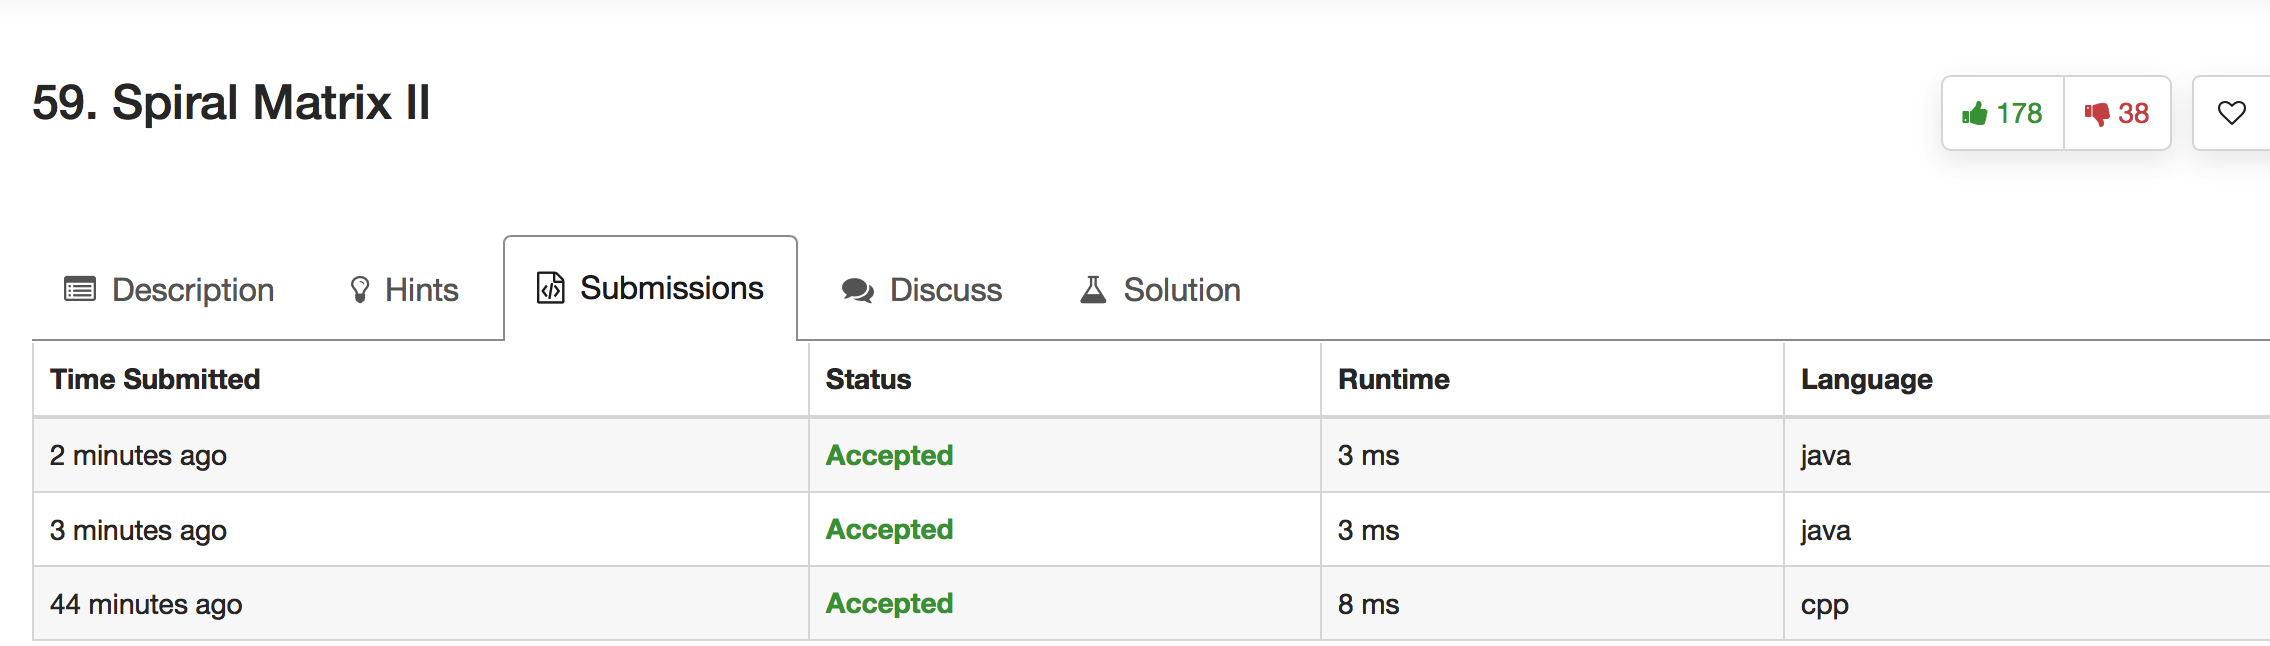 59. Spiral Matrix II
178 38
Description Hints Submissions Discuss Solution
Time Submitted Status Runtime Language
2 minutes ago Accepted 3 ms java
3 minutes ago Accepted 3 ms java
44 minutes ago Accepted 8 ms cpp